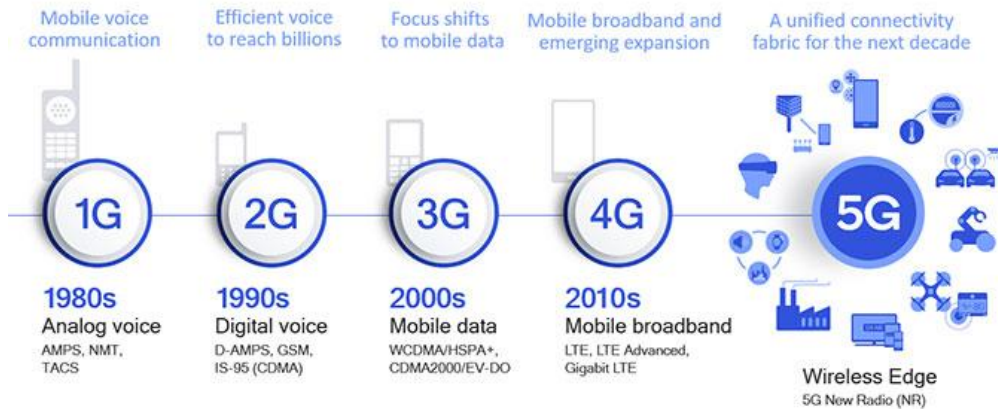 Mobile voice
communication
Efficient voice
to reach billions
Focus shifts
to mobile data
Mobile broadband and
emerging expansion
A unified connectivity
fabric for the next decade
1G
2G
3G
4G
5G
1980s
Analog voice
AMPS, NMT,
TACS
1990s
Digital voice
D-AMPS, GSM,
IS-95 (CDMA)
2000s
Mobile data
WCDMA/HSPA+,
CDMA2000/EV-DO
2010s
Mobile broadband
LTE, LTE Advanced,
Gigabit LTE
Wireless Edge
5G New Radio (NR)